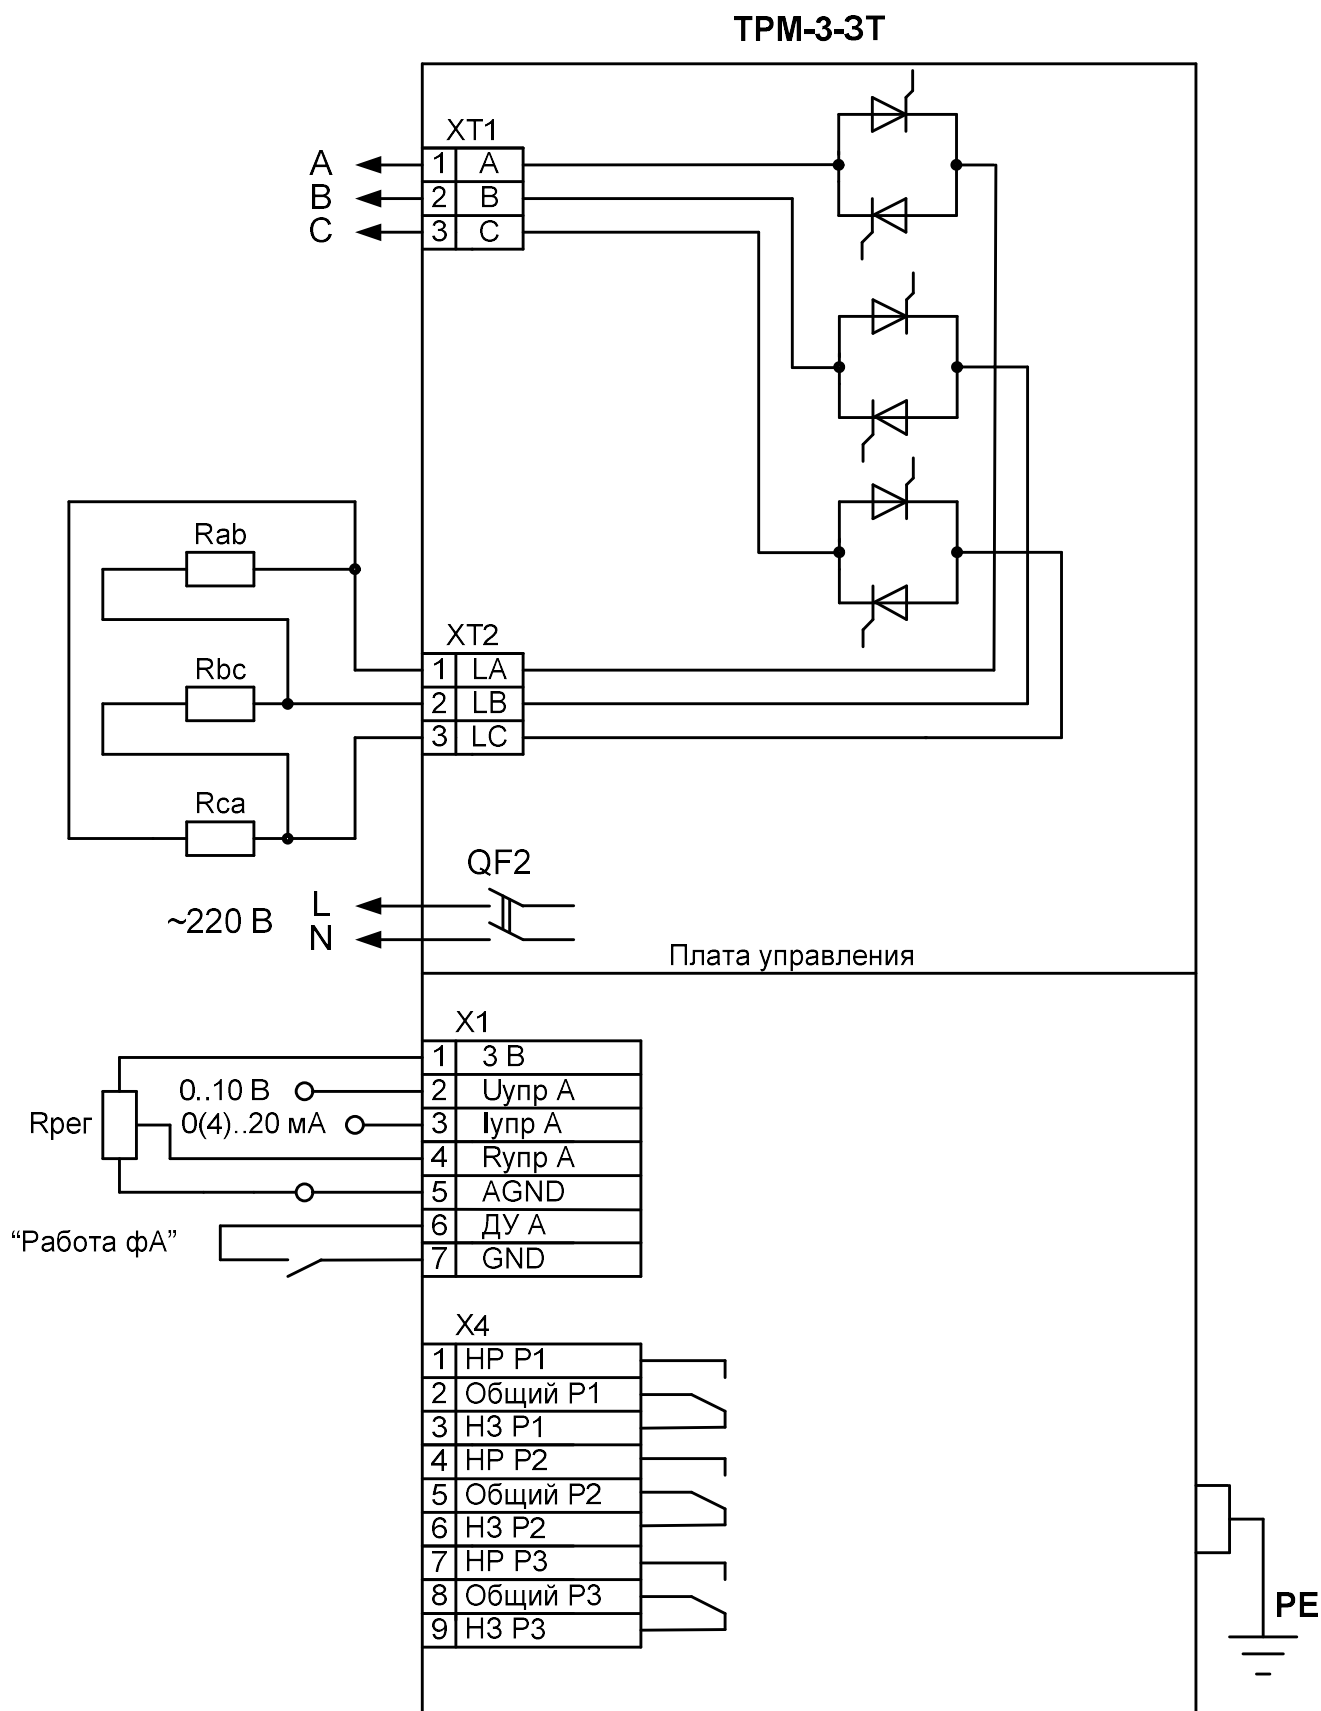 ТРМ-3-3Т
XT1
A 1 A
B 2 B
C 3 C
Rab
XT2
Rbc
1 LA
2 LB
3 LC
Rca
QF2
~220 В
L
N
Плата управления
X1
1 3 В
0..10 В 2 Uупр А
Rрег 0(4)..20 мА 3 Iупр А
4 Rупр А
5 AGND
“Работа фА” 6 ДУ А
7 GND
X4
1 НР Р1
2 Общий Р1
3 НЗ Р1
4 НР Р2
5 Общий Р2
6 НЗ Р2
7 НР Р3
8 Общий Р3
9 НЗ Р3
PE